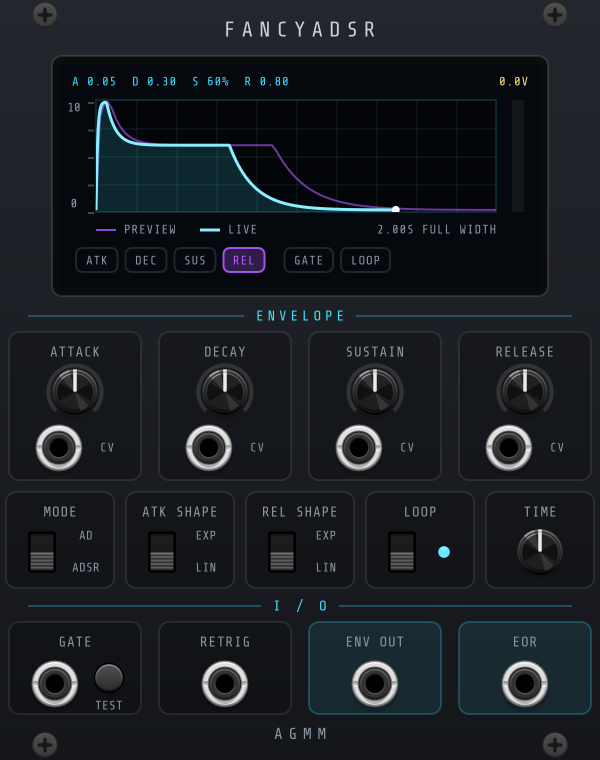 FANCYADSR
A 0.05 D 0.30 S 60% R 0.80 0.0V
10
0
PREVIEW LIVE 2.00S FULL WIDTH
ATK DEC SUS REL GATE LOOP
ENVELOPE
ATTACK DECAY SUSTAIN RELEASE
CV CV CV CV
MODE ATK SHAPE REL SHAPE LOOP TIME
AD EXP EXP
ADSR LIN LIN
I / O
GATE RETRIG ENV OUT EOR
TEST
AGMM